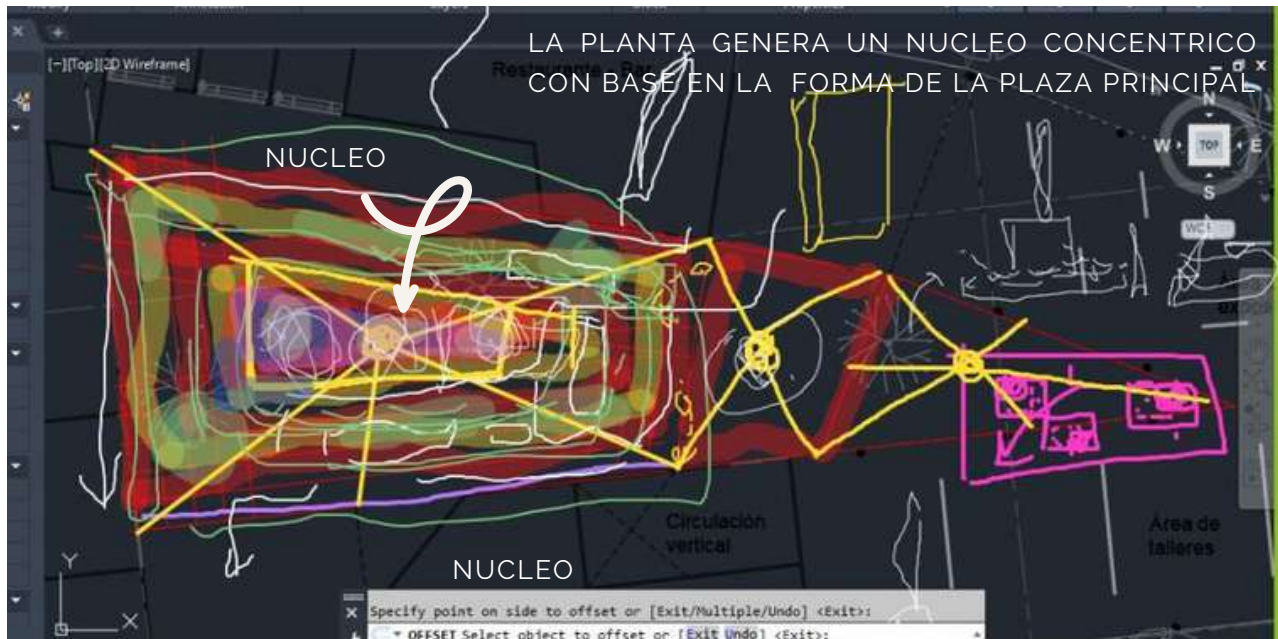 LA PLANTA GENERA UN NUCLEO CONCENTRICO
CON BASE EN LA FORMA DE LA PLAZA PRINCIPAL
[-][Top][2D Wireframe]
Restaurante - Bar
N
W
TOP
E
S
NUCLEO
Circulación
vertical
Área de
talleres
NUCLEO
Y
X
Specify point on side to offset or [Exit/Multiple/Undo] <Exit>:
OFFSET Select object to offset or [Exit Undo] <Exit>: